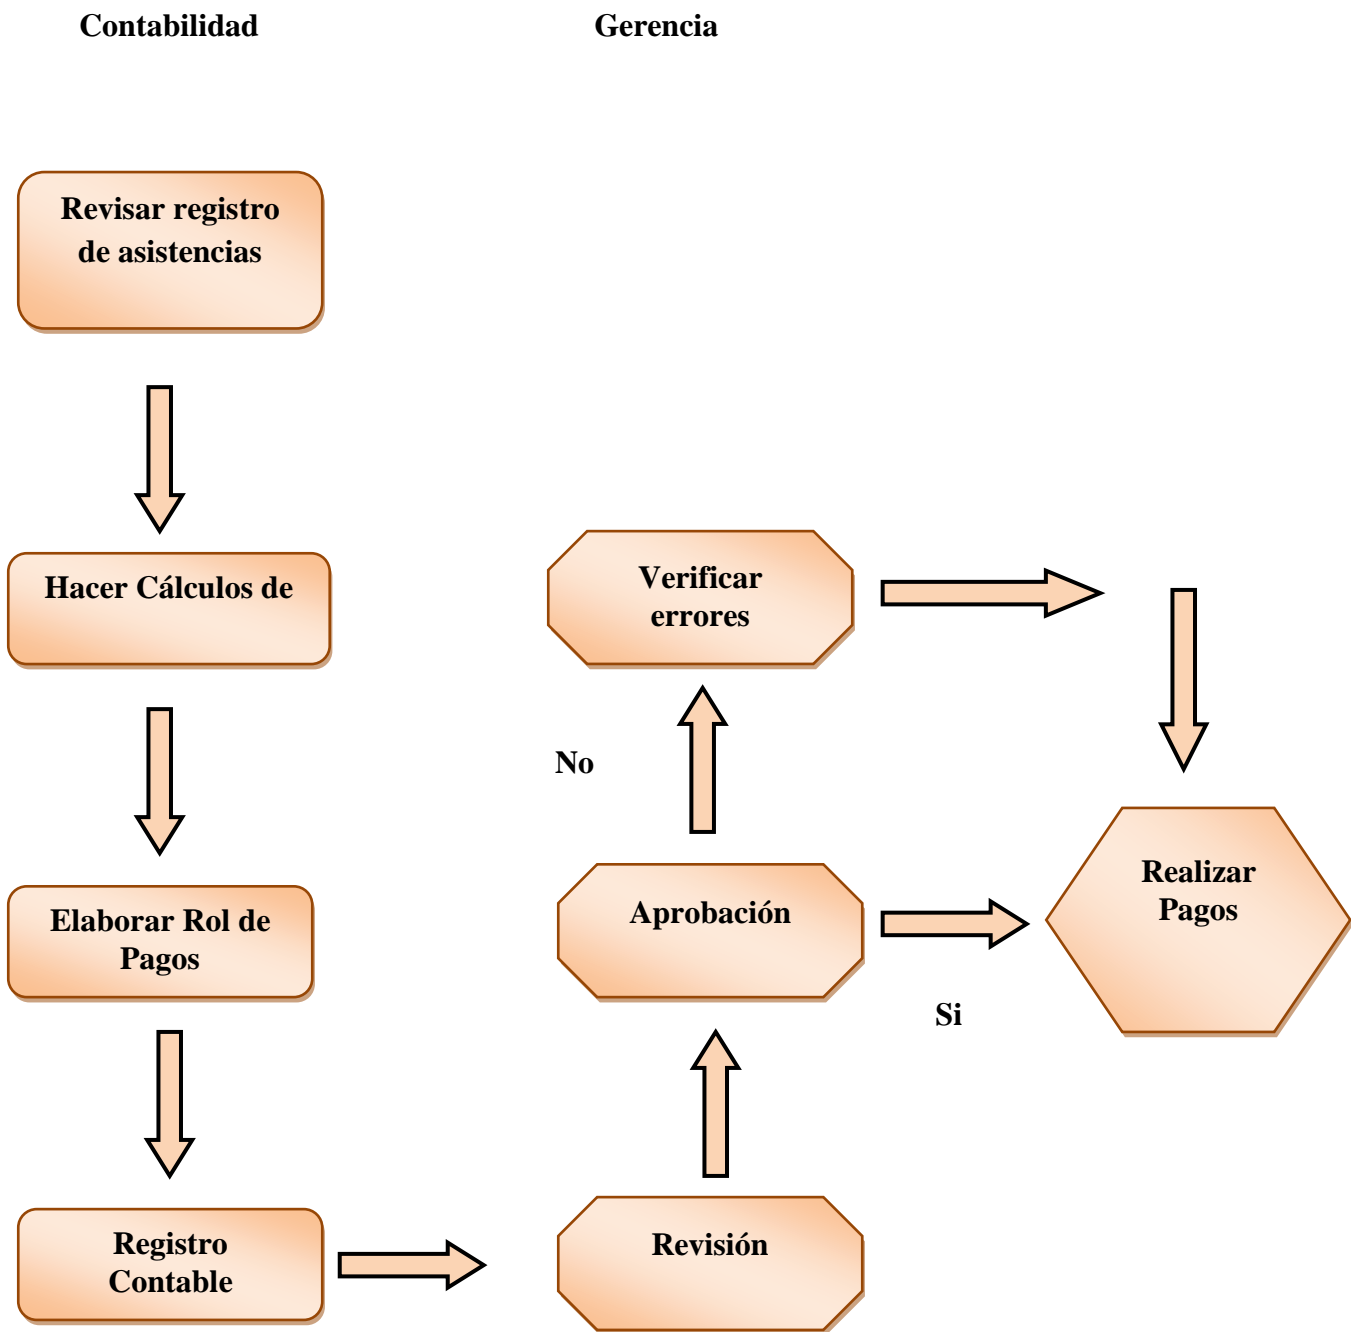 Contabilidad
Gerencia
Revisar registro
de asistencias
Hacer Cálculos de
Elaborar Rol de
Pagos
Registro
Contable
Verificar
errores
No
Aprobación
Si
Revisión
Realizar
Pagos